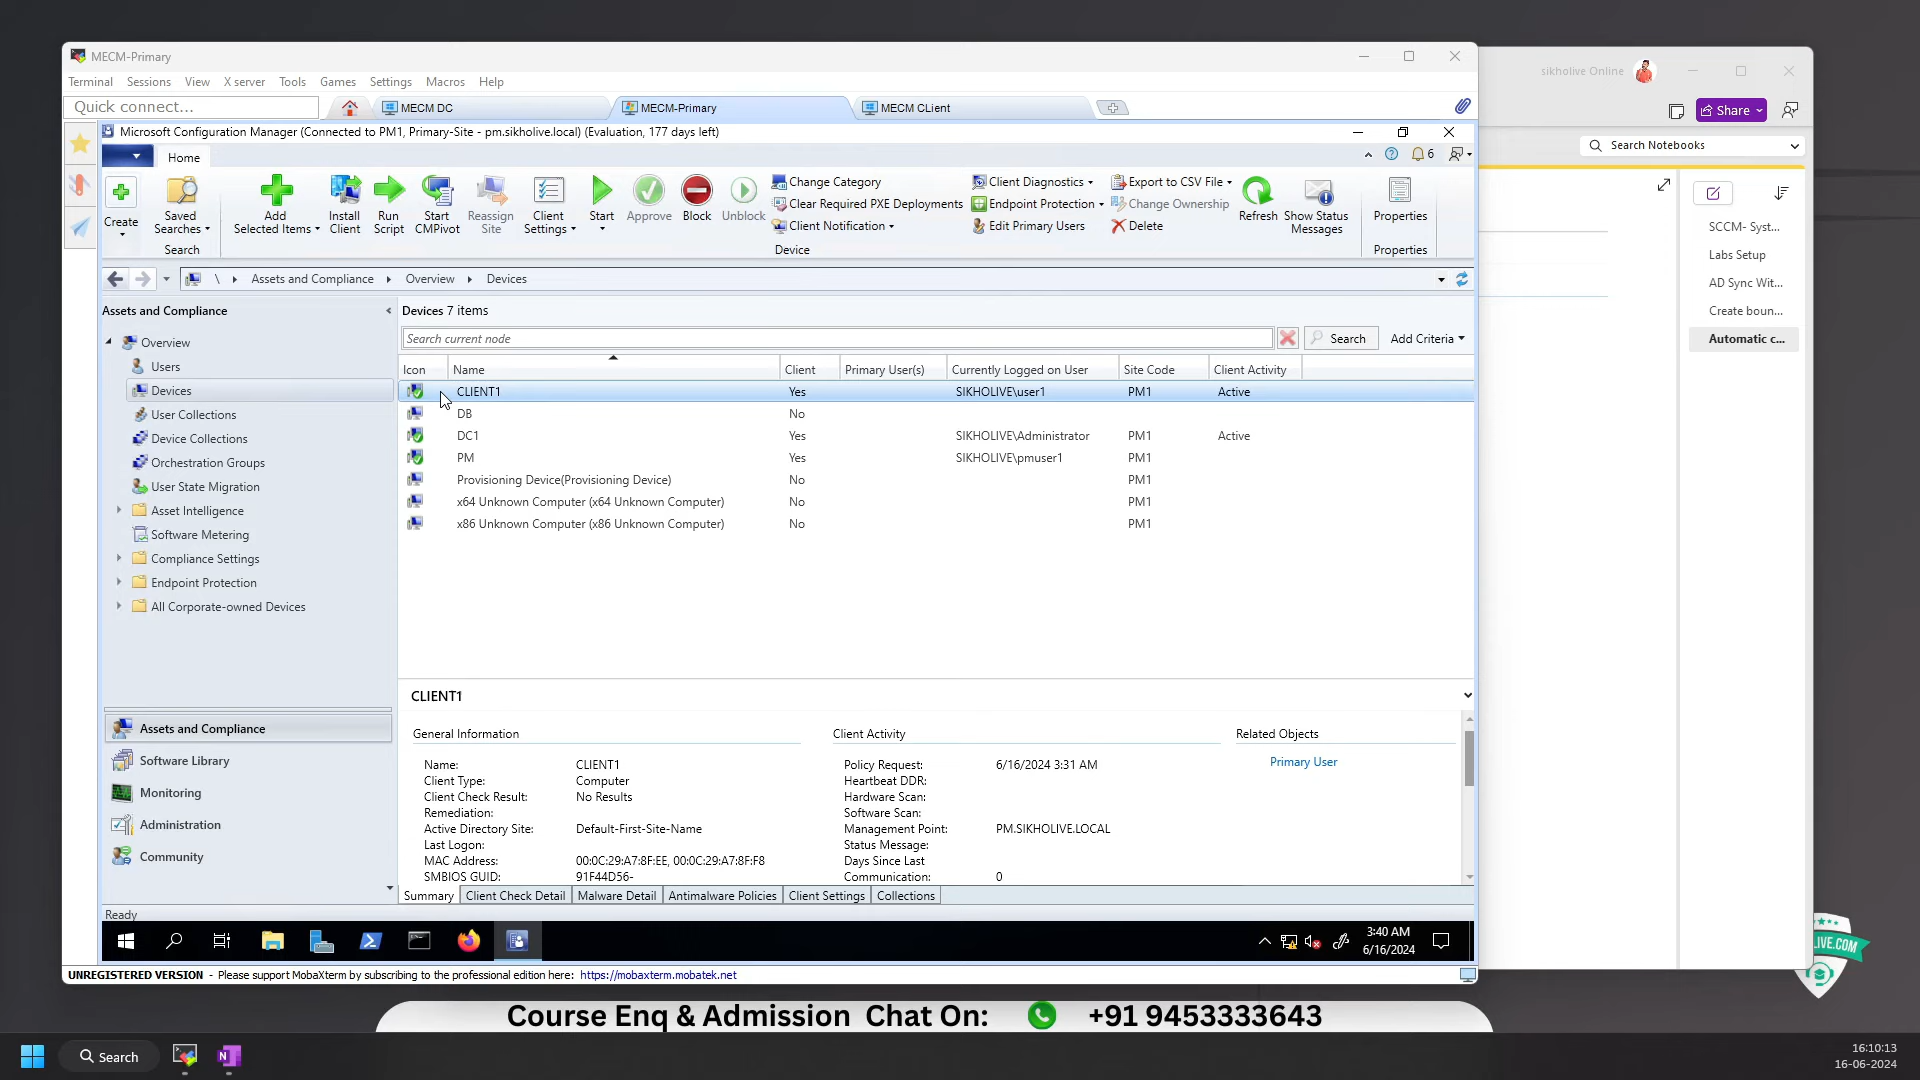 MECM-Primary
Terminal Sessions View X server Tools Games Settings Macros Help
sikholive Online
Quick connect...
MECM DC
MECM-Primary
MECM CLient
Share
Microsoft Configuration Manager (Connected to PM1, Primary-Site - pm.sikholive.local) (Evaluation, 177 days left)
Search Notebooks
Home
6
Create
Saved Searches
Search
Add Selected Items
Install Client
Run Script
Start CMPivot
Reassign Site
Client Settings
Start
Approve
Block
Unblock
Change Category
Clear Required PXE Deployments
Client Notification
Client Diagnostics
Endpoint Protection
Edit Primary Users
Export to CSV File
Change Ownership
Delete
Refresh
Show Status Messages
Device
Properties
Properties
SCCM- Syst...
Labs Setup
AD Sync Wit...
Create boun...
Automatic c...
\ Assets and Compliance Overview Devices
Assets and Compliance
Overview
Users
Devices
User Collections
Device Collections
Orchestration Groups
User State Migration
Asset Intelligence
Software Metering
Compliance Settings
Endpoint Protection
All Corporate-owned Devices
Assets and Compliance
Software Library
Monitoring
Administration
Community
Devices 7 items
Search current node
Search
Add Criteria
Icon Name Client Primary User(s) Currently Logged on User Site Code Client Activity
CLIENT1 Yes SIKHOLIVE\user1 PM1 Active
DB No
DC1 Yes SIKHOLIVE\Administrator PM1 Active
PM Yes SIKHOLIVE\pmuser1 PM1
Provisioning Device(Provisioning Device) No PM1
x64 Unknown Computer (x64 Unknown Computer) No PM1
x86 Unknown Computer (x86 Unknown Computer) No PM1
CLIENT1
General Information
Name: CLIENT1
Client Type: Computer
Client Check Result: No Results
Remediation:
Active Directory Site: Default-First-Site-Name
Last Logon:
MAC Address: 00:0C:29:A7:8F:EE, 00:0C:29:A7:8F:F8
SMBIOS GUID: 91F44D56-
Client Activity
Policy Request: 6/16/2024 3:31 AM
Heartbeat DDR:
Hardware Scan:
Software Scan:
Management Point: PM.SIKHOLIVE.LOCAL
Status Message:
Days Since Last
Communication: 0
Related Objects
Primary User
Summary Client Check Detail Malware Detail Antimalware Policies Client Settings Collections
Ready
3:40 AM
6/16/2024
UNREGISTERED VERSION - Please support MobaXterm by subscribing to the professional edition here: https://mobaxterm.mobatek.net
LIVE.COM
Course Enq & Admission Chat On: +91 9453333643
Search
16:10:13
16-06-2024